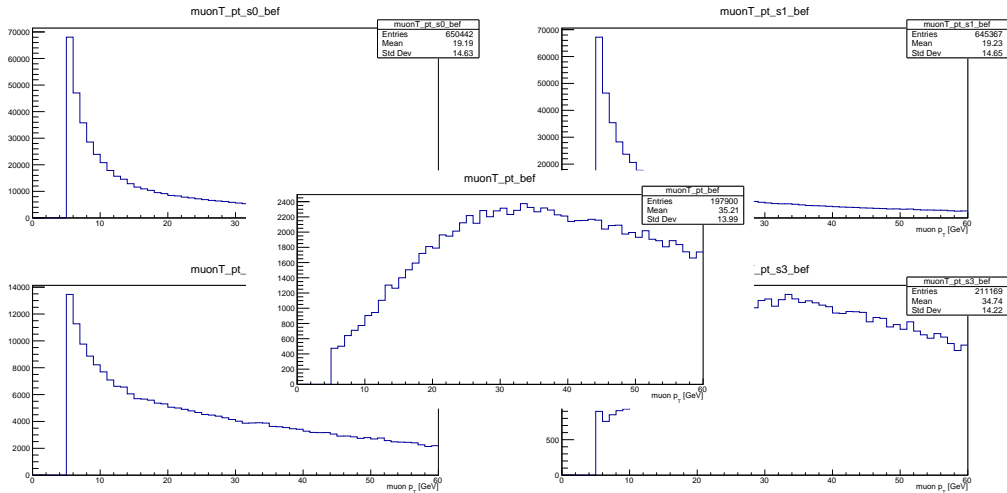 muonT_pt_s0_bef
muonT_pt_s0_bef
Entries 650442
Mean 19.19
Std Dev 14.63
70000
60000
50000
40000
30000
20000
10000
0
0 10 20 30
muonT_pt_s1_bef
muonT_pt_s1_bef
Entries 645367
Mean 19.23
Std Dev 14.65
70000
60000
50000
40000
30000
20000
30 40 50 60
muon p_T [GeV]
muonT_pt_bef
muonT_pt_bef
Entries 197900
Mean 35.21
Std Dev 13.99
2400
2200
2000
1800
1600
1400
1200
1000
800
600
400
200
0
0 10 20 30 40 50 60
muon p_T [GeV]
muonT_pt_
14000
12000
10000
8000
6000
4000
2000
0
0 10 20 30 40 50 60
muon p_T [GeV]
T_pt_s3_bef
muonT_pt_s3_bef
Entries 211169
Mean 34.74
Std Dev 14.22
500
0
0 10 20 30 40 50 60
muon p_T [GeV]